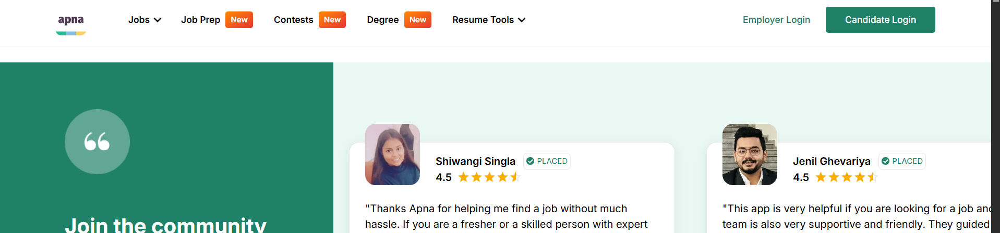 apna
Jobs
Job Prep New
Contests New
Degree New
Resume Tools
Employer Login
Candidate Login
Join the community
Shiwangi Singla PLACED
4.5
"Thanks Apna for helping me find a job without much
hassle. If you are a fresher or a skilled person with expert
Jenil Ghevariya PLACED
4.5
"This app is very helpful if you are looking for a job and
team is also very supportive and friendly. They guided